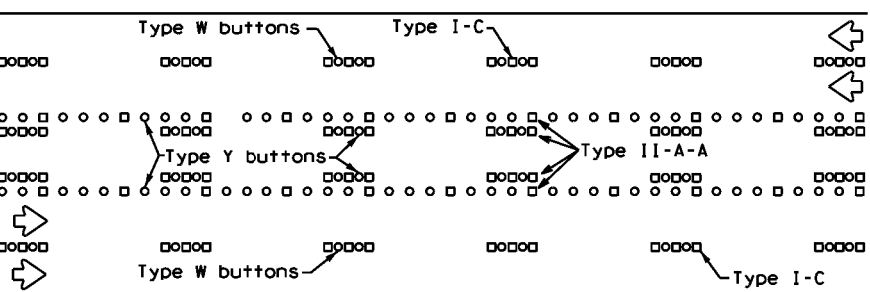 Type W buttons
Type I-C
Type Y buttons
Type II-A-A
Type W buttons
Type I-C